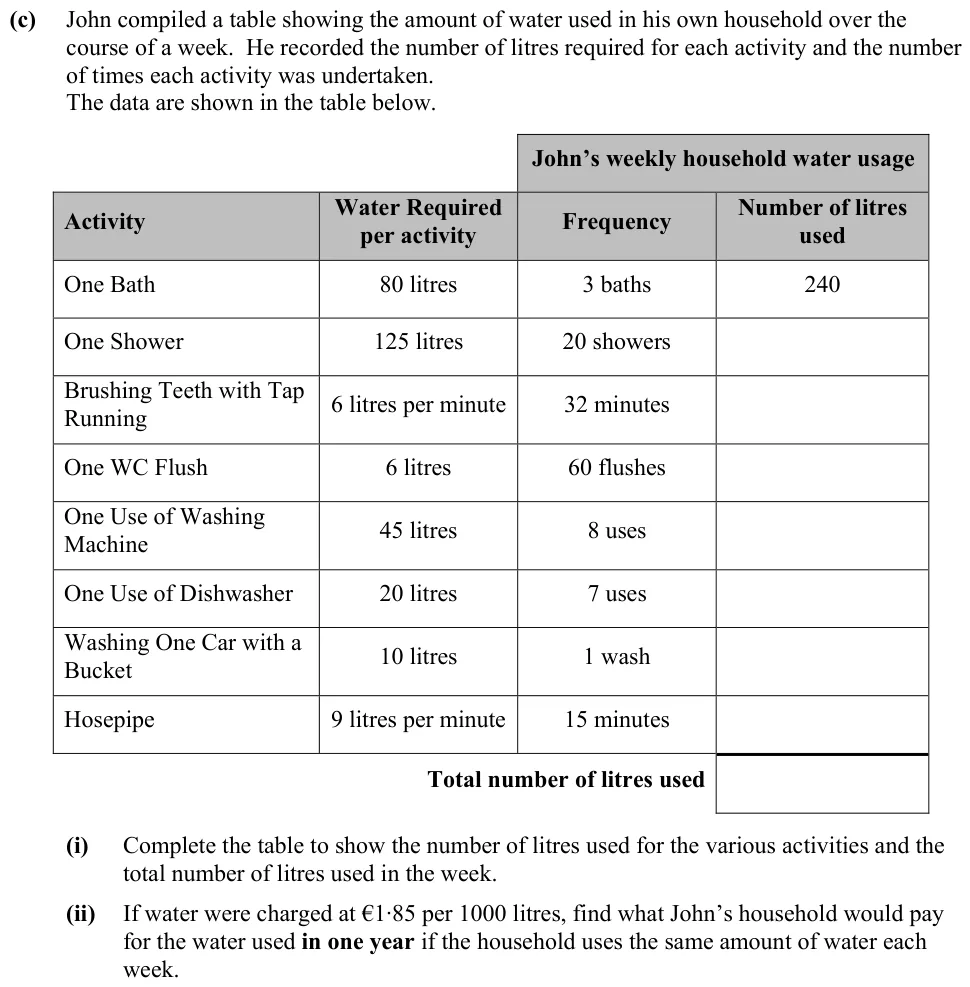 (c) John compiled a table showing the amount of water used in his own household over the
course of a week. He recorded the number of litres required for each activity and the number
of times each activity was undertaken.
The data are shown in the table below.
John’s weekly household water usage
Activity Water Required per activity Frequency Number of litres used
One Bath 80 litres 3 baths 240
One Shower 125 litres 20 showers
Brushing Teeth with Tap Running 6 litres per minute 32 minutes
One WC Flush 6 litres 60 flushes
One Use of Washing Machine 45 litres 8 uses
One Use of Dishwasher 20 litres 7 uses
Washing One Car with a Bucket 10 litres 1 wash
Hosepipe 9 litres per minute 15 minutes
Total number of litres used
(i) Complete the table to show the number of litres used for the various activities and the
total number of litres used in the week.
(ii) If water were charged at €1·85 per 1000 litres, find what John’s household would pay
for the water used in one year if the household uses the same amount of water each
week.